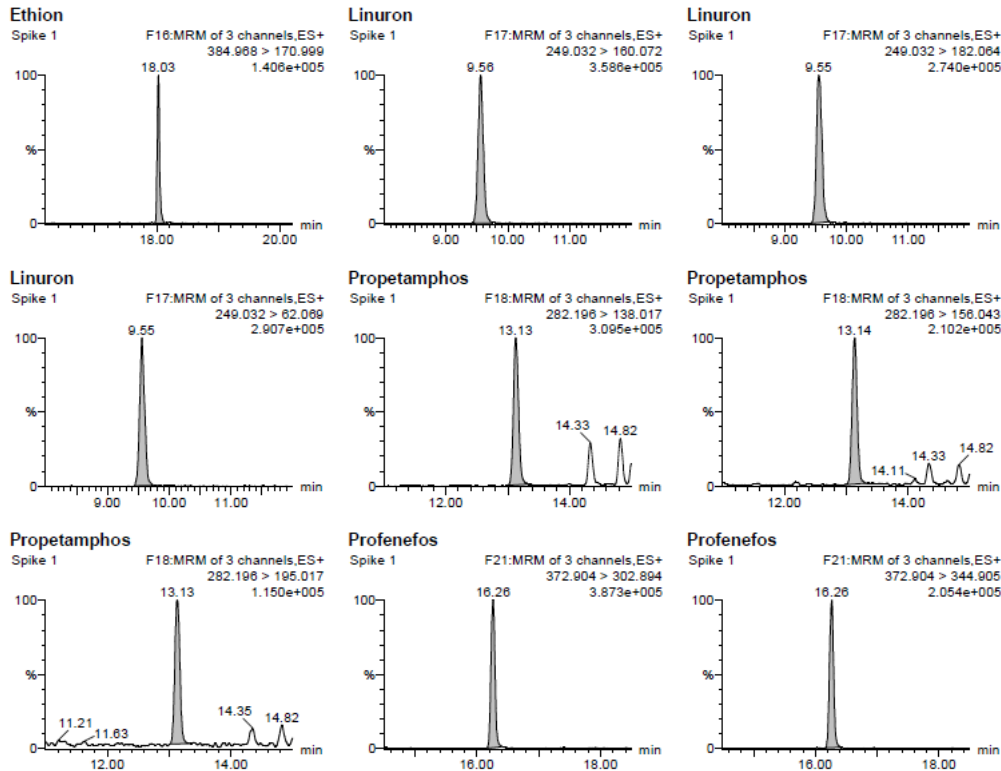 Ethion
Spike 1
F16:MRM of 3 channels,ES+
384.968 > 170.999
1.406e+005
18.03
100
%
0
18.00
20.00
min
Linuron
Spike 1
F17:MRM of 3 channels,ES+
249.032 > 160.072
3.586e+005
9.56
100
%
0
9.00
10.00
11.00
min
Linuron
Spike 1
F17:MRM of 3 channels,ES+
249.032 > 182.064
2.740e+005
9.55
100
%
0
9.00
10.00
11.00
min
Linuron
Spike 1
F17:MRM of 3 channels,ES+
249.032 > 62.069
2.907e+005
9.55
100
%
0
9.00
10.00
11.00
min
Propetamphos
Spike 1
F18:MRM of 3 channels,ES+
282.196 > 138.017
3.095e+005
13.13
14.33
14.82
100
%
0
12.00
14.00
min
Propetamphos
Spike 1
F18:MRM of 3 channels,ES+
282.196 > 156.043
2.102e+005
13.14
14.11
14.33
14.82
100
%
0
12.00
14.00
min
Propetamphos
Spike 1
F18:MRM of 3 channels,ES+
282.196 > 195.017
1.150e+005
13.13
11.21
11.63
14.35
14.82
100
%
0
12.00
14.00
min
Profenefos
Spike 1
F21:MRM of 3 channels,ES+
372.904 > 302.894
3.873e+005
16.26
100
%
0
16.00
18.00
min
Profenefos
Spike 1
F21:MRM of 3 channels,ES+
372.904 > 344.905
2.054e+005
16.26
100
%
0
16.00
18.00
min